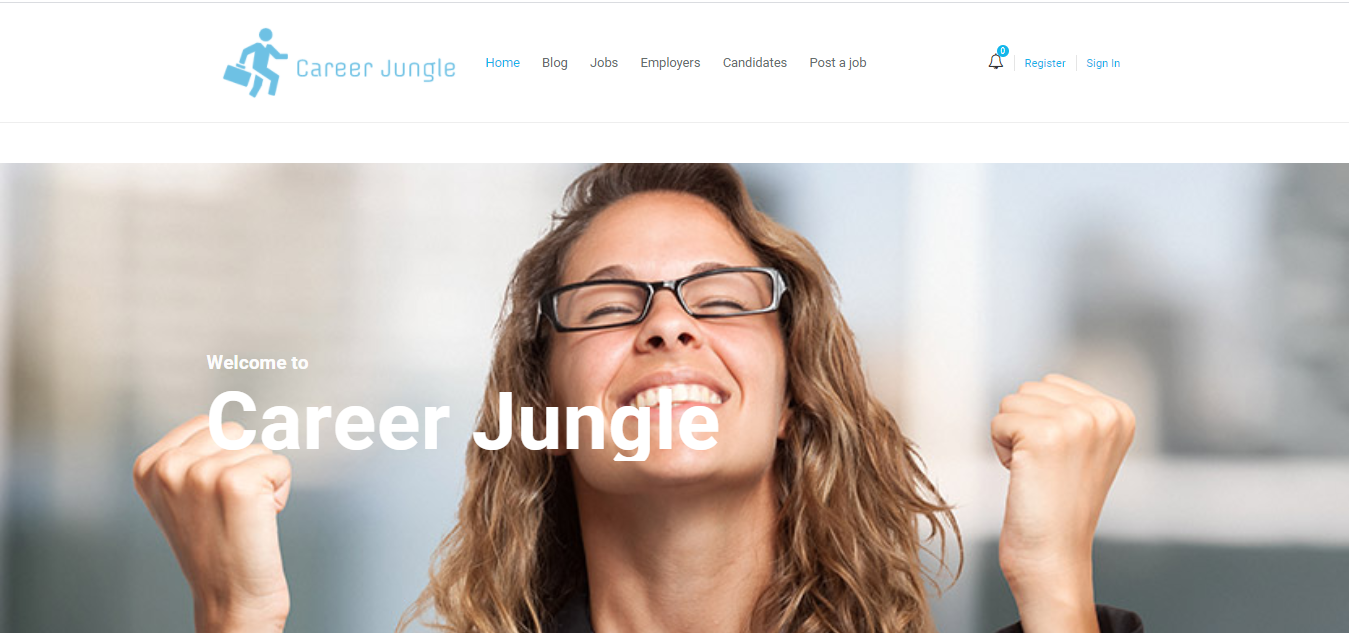 Career Jungle
Home Blog Jobs Employers Candidates Post a job
0
Register Sign In
Welcome to
Career Jungle